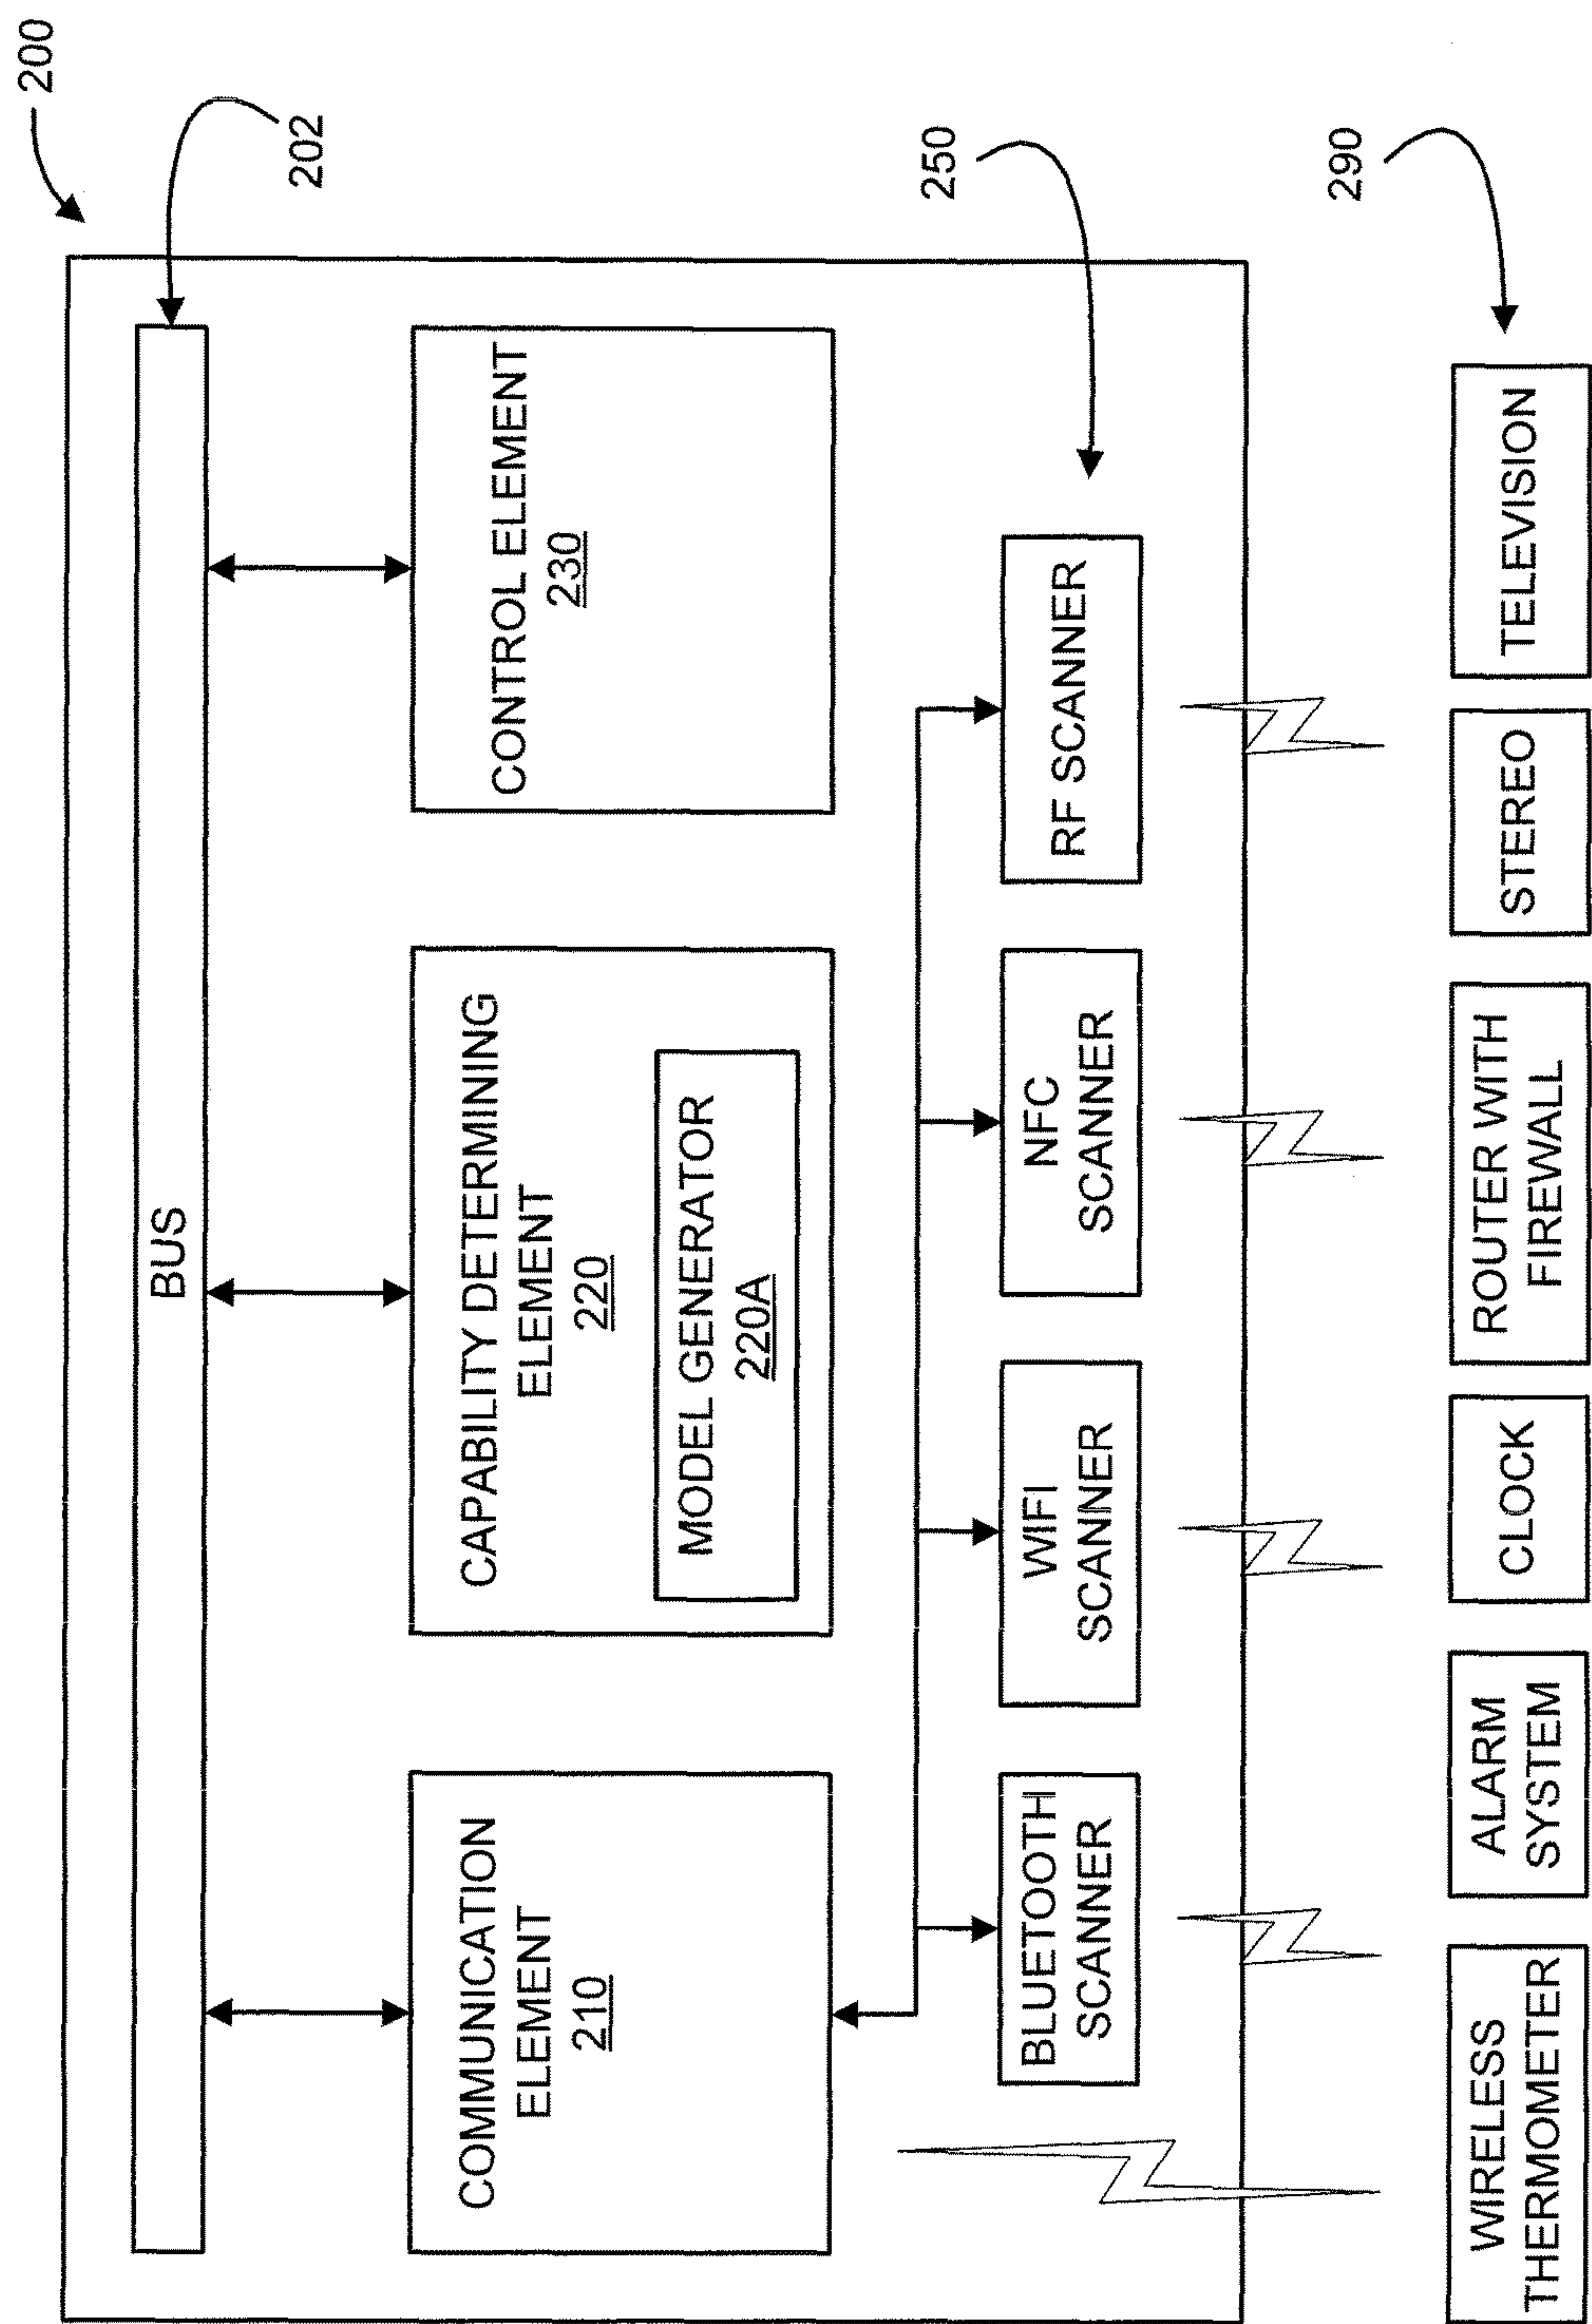 200
BUS
202
COMMUNICATION
ELEMENT
210
CAPABILITY DETERMINING
ELEMENT
220
MODEL GENERATOR
220A
CONTROL ELEMENT
230
250
BLUETOOTH
SCANNER
WIFI
SCANNER
NFC
SCANNER
RF SCANNER
290
WIRELESS
THERMOMETER
ALARM
SYSTEM
CLOCK
ROUTER WITH
FIREWALL
STEREO
TELEVISION